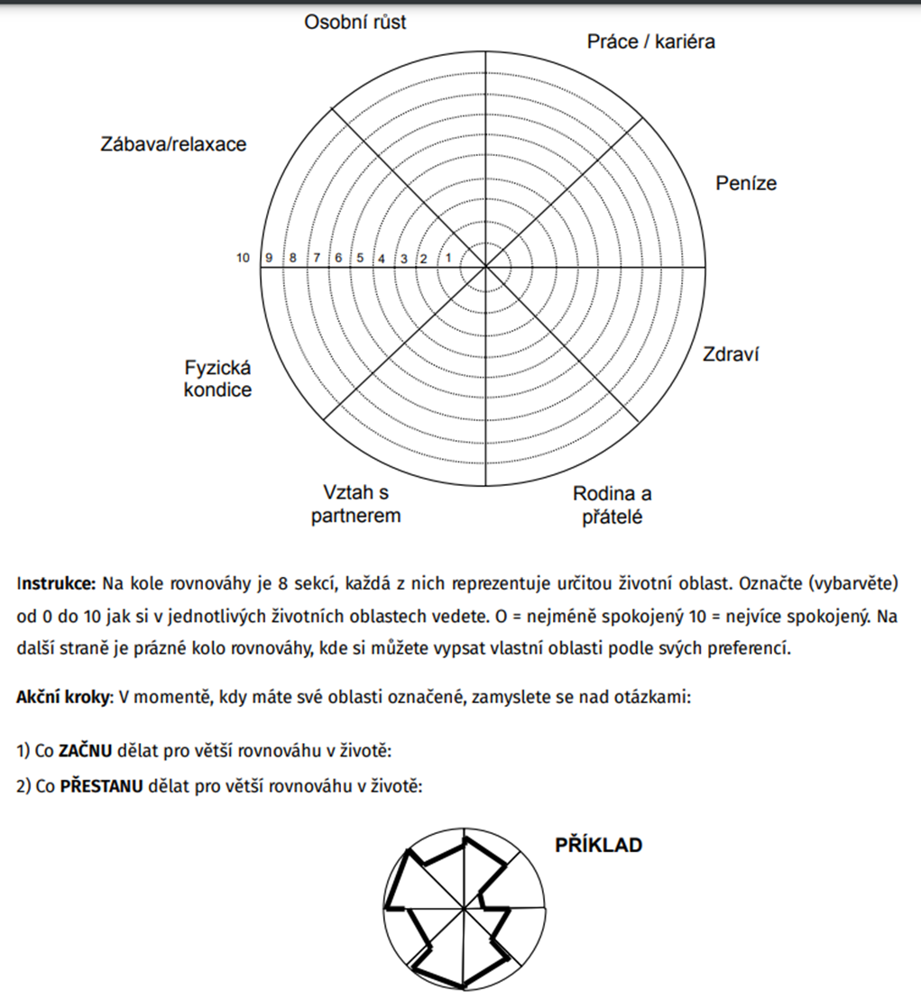 Osobní růst
Práce / kariéra
Zábava/relaxace
Peníze
10 9 8 7 6 5 4 3 2 1
Zdraví
Fyzická
kondice
Vztah s
partnerem
Rodina a
přátelé
Instrukce: Na kole rovnováhy je 8 sekcí, každá z nich reprezentuje určitou životní oblast. Označte (vybarvěte)
od 0 do 10 jak si v jednotlivých životních oblastech vedete. O = nejméně spokojený 10 = nejvíce spokojený. Na
další straně je prázné kolo rovnováhy, kde si můžete vypsat vlastní oblasti podle svých preferencí.
Akční kroky: V momentě, kdy máte své oblasti označené, zamyslete se nad otázkami:
1) Co ZAČNU dělat pro větší rovnováhu v životě:
2) Co PŘESTANU dělat pro větší rovnováhu v životě:
PŘÍKLAD